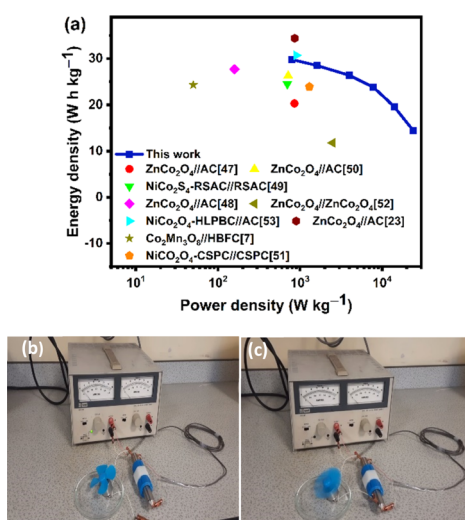 (a)
Energy density (W h kg⁻¹)
40
30
20
10
0
-10
This work
ZnCo₂O₄//AC[47] ZnCo₂O₄//AC[50]
NiCo₂S₄-RSAC//RSAC[49]
ZnCo₂O₄//AC[48] ZnCo₂O₄//ZnCo₂O₄[52]
NiCO₂O₄-HLPBC//AC[53] ZnCo₂O₄//AC[23]
Co₂Mn₃O₈//HBFC[7]
NiCO₂O₄-CSPC//CSPC[51]
10¹ 10² 10³ 10⁴
Power density (W kg⁻¹)
(b) (c)